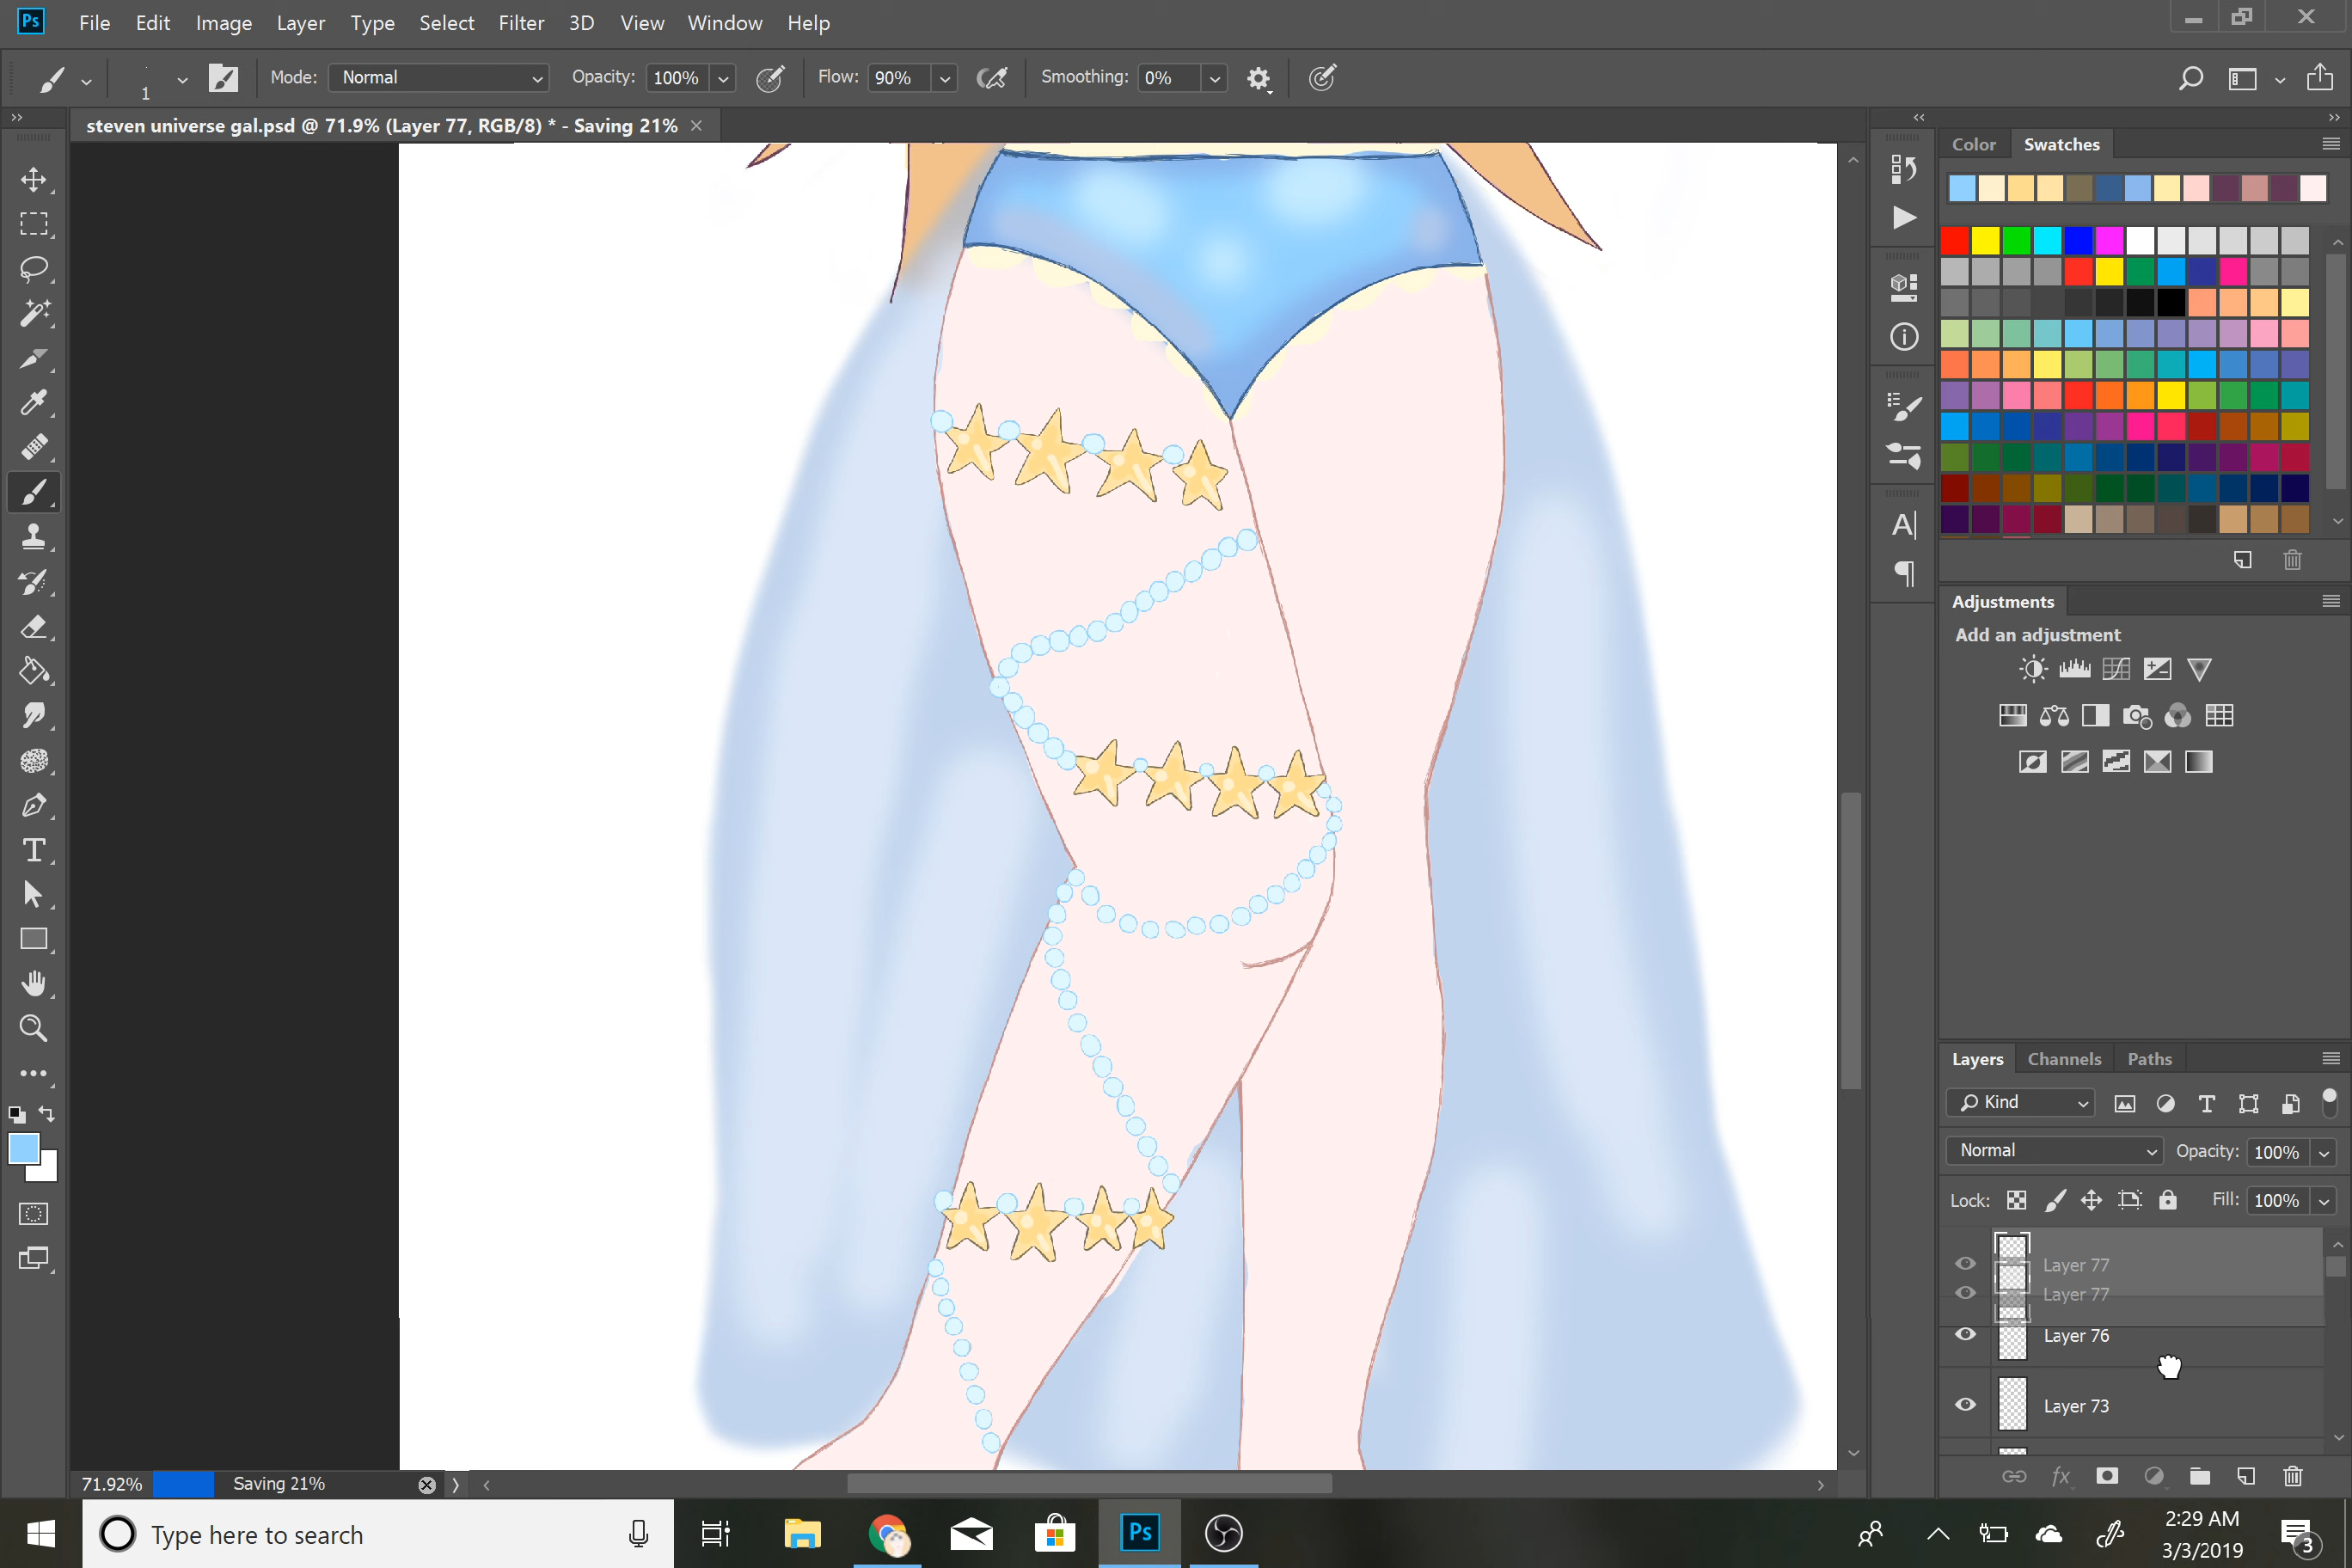 Ps File Edit Image Layer Type Select Filter 3D View Window Help
1 Mode: Normal Opacity: 100% Flow: 90% Smoothing: 0%
steven universe gal.psd @ 71.9% (Layer 77, RGB/8) * - Saving 21%
Color Swatches
Adjustments
Add an adjustment
Layers Channels Paths
Kind
Normal Opacity: 100%
Lock: Fill: 100%
Layer 77
Layer 77
Layer 76
Layer 73
71.92% Saving 21%
Type here to search
Ps
2:29 AM
3/3/2019
3